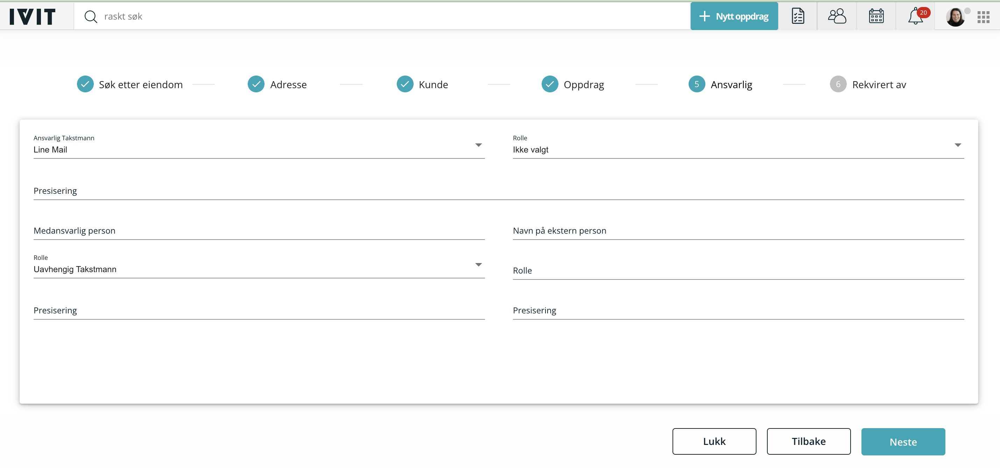 IVIT
raskt søk
Nytt oppdrag
20
Søk etter eiendom
Adresse
Kunde
Oppdrag
5 Ansvarlig
6 Rekvirert av
Ansvarlig Takstmann
Line Mail
Rolle
Ikke valgt
Presisering
Medansvarlig person
Navn på ekstern person
Rolle
Uavhengig Takstmann
Rolle
Presisering
Presisering
Lukk
Tilbake
Neste